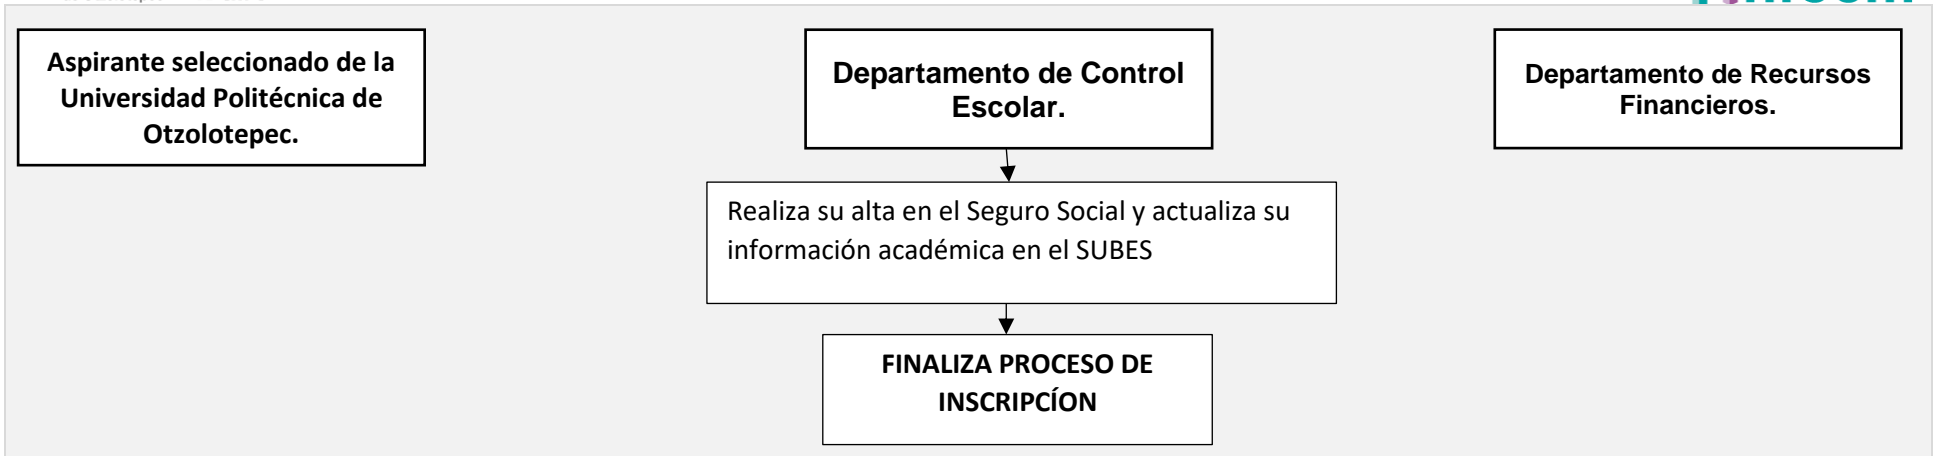 Aspirante seleccionado de la
Universidad Politécnica de
Otzolotepec.
Departamento de Control
Escolar.
Departamento de Recursos
Financieros.
Realiza su alta en el Seguro Social y actualiza su
información académica en el SUBES
FINALIZA PROCESO DE
INSCRIPCÍON